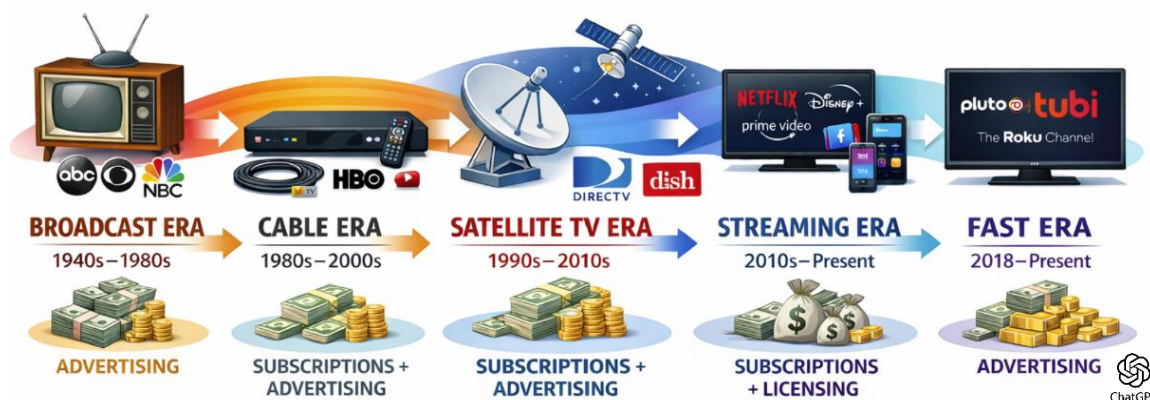 abc
NBC
TV
HBO
DIRECTV
dish
NETFLIX
Disney+
prime video
f
pluto tv
tubi
The Roku Channel
BROADCAST ERA
1940s–1980s
CABLE ERA
1980s–2000s
SATELLITE TV ERA
1990s–2010s
STREAMING ERA
2010s–Present
FAST ERA
2018–Present
$
$
$
ADVERTISING
SUBSCRIPTIONS +
ADVERTISING
SUBSCRIPTIONS +
ADVERTISING
SUBSCRIPTIONS
+ LICENSING
ADVERTISING
ChatGP